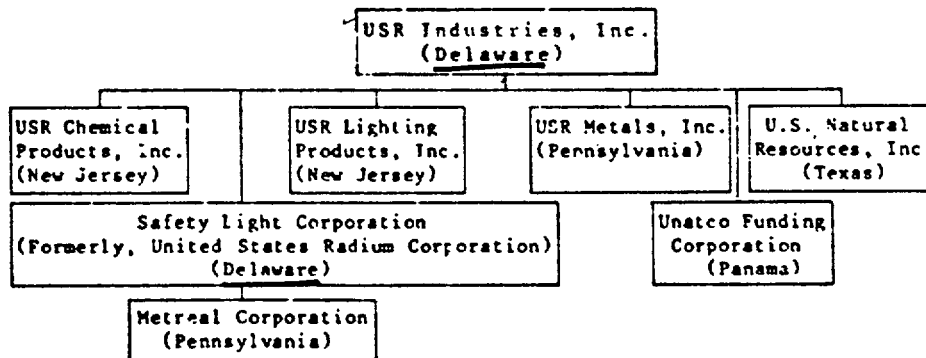 USR Industries, Inc.
(Delaware)
USR Chemical
Products, Inc.
(New Jersey)
USR Lighting
Products, Inc.
(New Jersey)
USR Metals, Inc.
(Pennsylvania)
U.S. Natural
Resources, Inc
(Texas)
Safety Light Corporation
(Formerly, United States Radium Corporation)
(Delaware)
Unatco Funding
Corporation
(Panama)
Metreal Corporation
(Pennsylvania)